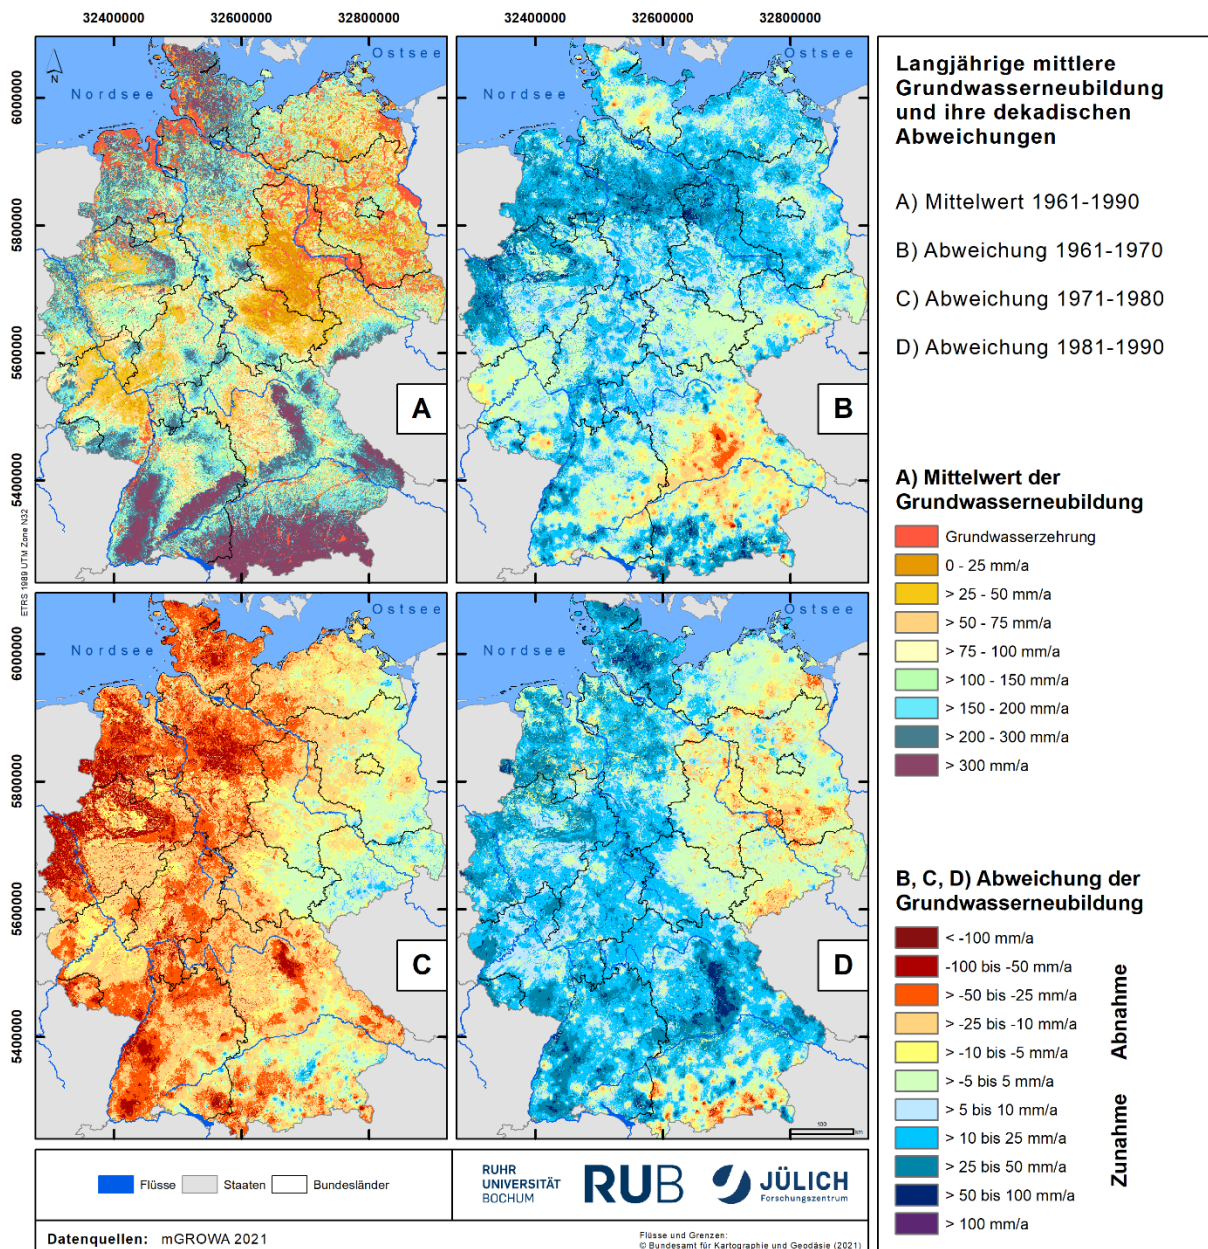 32400000 32600000 32800000 32400000 32600000 32800000
Ostsee
Nordsee
N
A
Ostsee
Nordsee
B
6000000
5800000
5600000
5400000
ETRS 1989 UTM Zone N32
Ostsee
Nordsee
C
Ostsee
Nordsee
D
100
km
6000000
5800000
5600000
5400000
Langjährige mittlere
Grundwasserneubildung
und ihre dekadischen
Abweichungen
A) Mittelwert 1961-1990
B) Abweichung 1961-1970
C) Abweichung 1971-1980
D) Abweichung 1981-1990
A) Mittelwert der
Grundwasserneubildung
Grundwasserzehrung
0 - 25 mm/a
> 25 - 50 mm/a
> 50 - 75 mm/a
> 75 - 100 mm/a
> 100 - 150 mm/a
> 150 - 200 mm/a
> 200 - 300 mm/a
> 300 mm/a
B, C, D) Abweichung der
Grundwasserneubildung
< -100 mm/a
-100 bis -50 mm/a
> -50 bis -25 mm/a
> -25 bis -10 mm/a
> -10 bis -5 mm/a
> -5 bis 5 mm/a
> 5 bis 10 mm/a
> 10 bis 25 mm/a
> 25 bis 50 mm/a
> 50 bis 100 mm/a
> 100 mm/a
Abnahme
Zunahme
Flüsse Staaten Bundesländer
RUHR
UNIVERSITÄT
BOCHUM
RUB
JÜLICH
Forschungszentrum
Datenquellen: mGROWA 2021
Flüsse und Grenzen:
© Bundesamt für Kartographie und Geodäsie (2021)